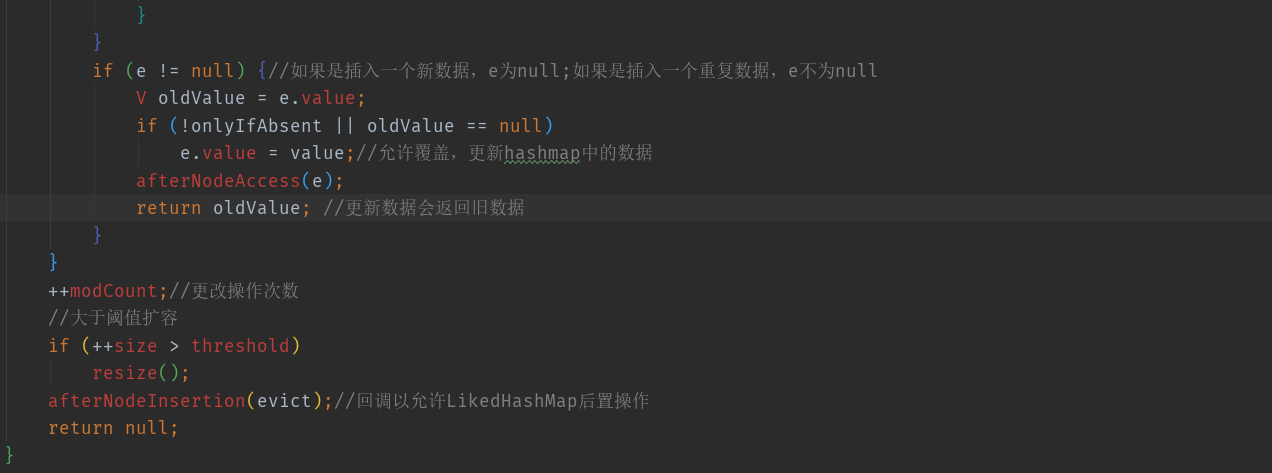 }
}
if (e != null) {//如果是插入一个新数据，e为null;如果是插入一个重复数据，e不为null
V oldValue = e.value;
if (!onlyIfAbsent || oldValue == null)
e.value = value;//允许覆盖，更新hashmap中的数据
afterNodeAccess(e);
return oldValue; //更新数据会返回旧数据
}
}
++modCount;//更改操作次数
//大于阈值扩容
if (++size > threshold)
resize();
afterNodeInsertion(evict);//回调以允许LikedHashMap后置操作
return null;
}